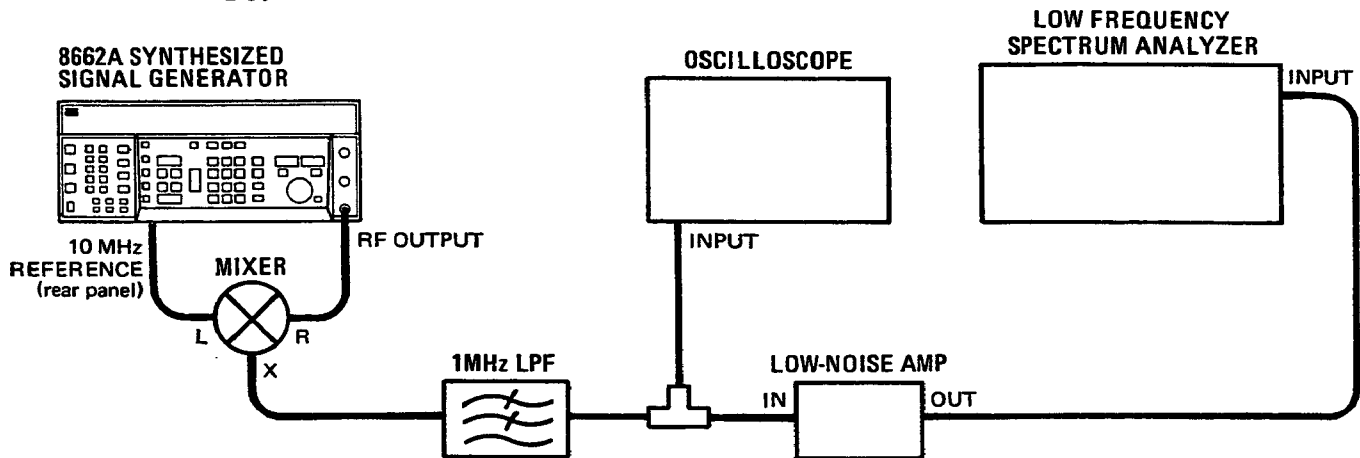 8662A SYNTHESIZED
SIGNAL GENERATOR
OSCILLOSCOPE
LOW FREQUENCY
SPECTRUM ANALYZER
INPUT
10 MHz
REFERENCE
(rear panel)
MIXER
RF OUTPUT
INPUT
L
R
X
1MHz LPF
LOW-NOISE AMP
IN
OUT